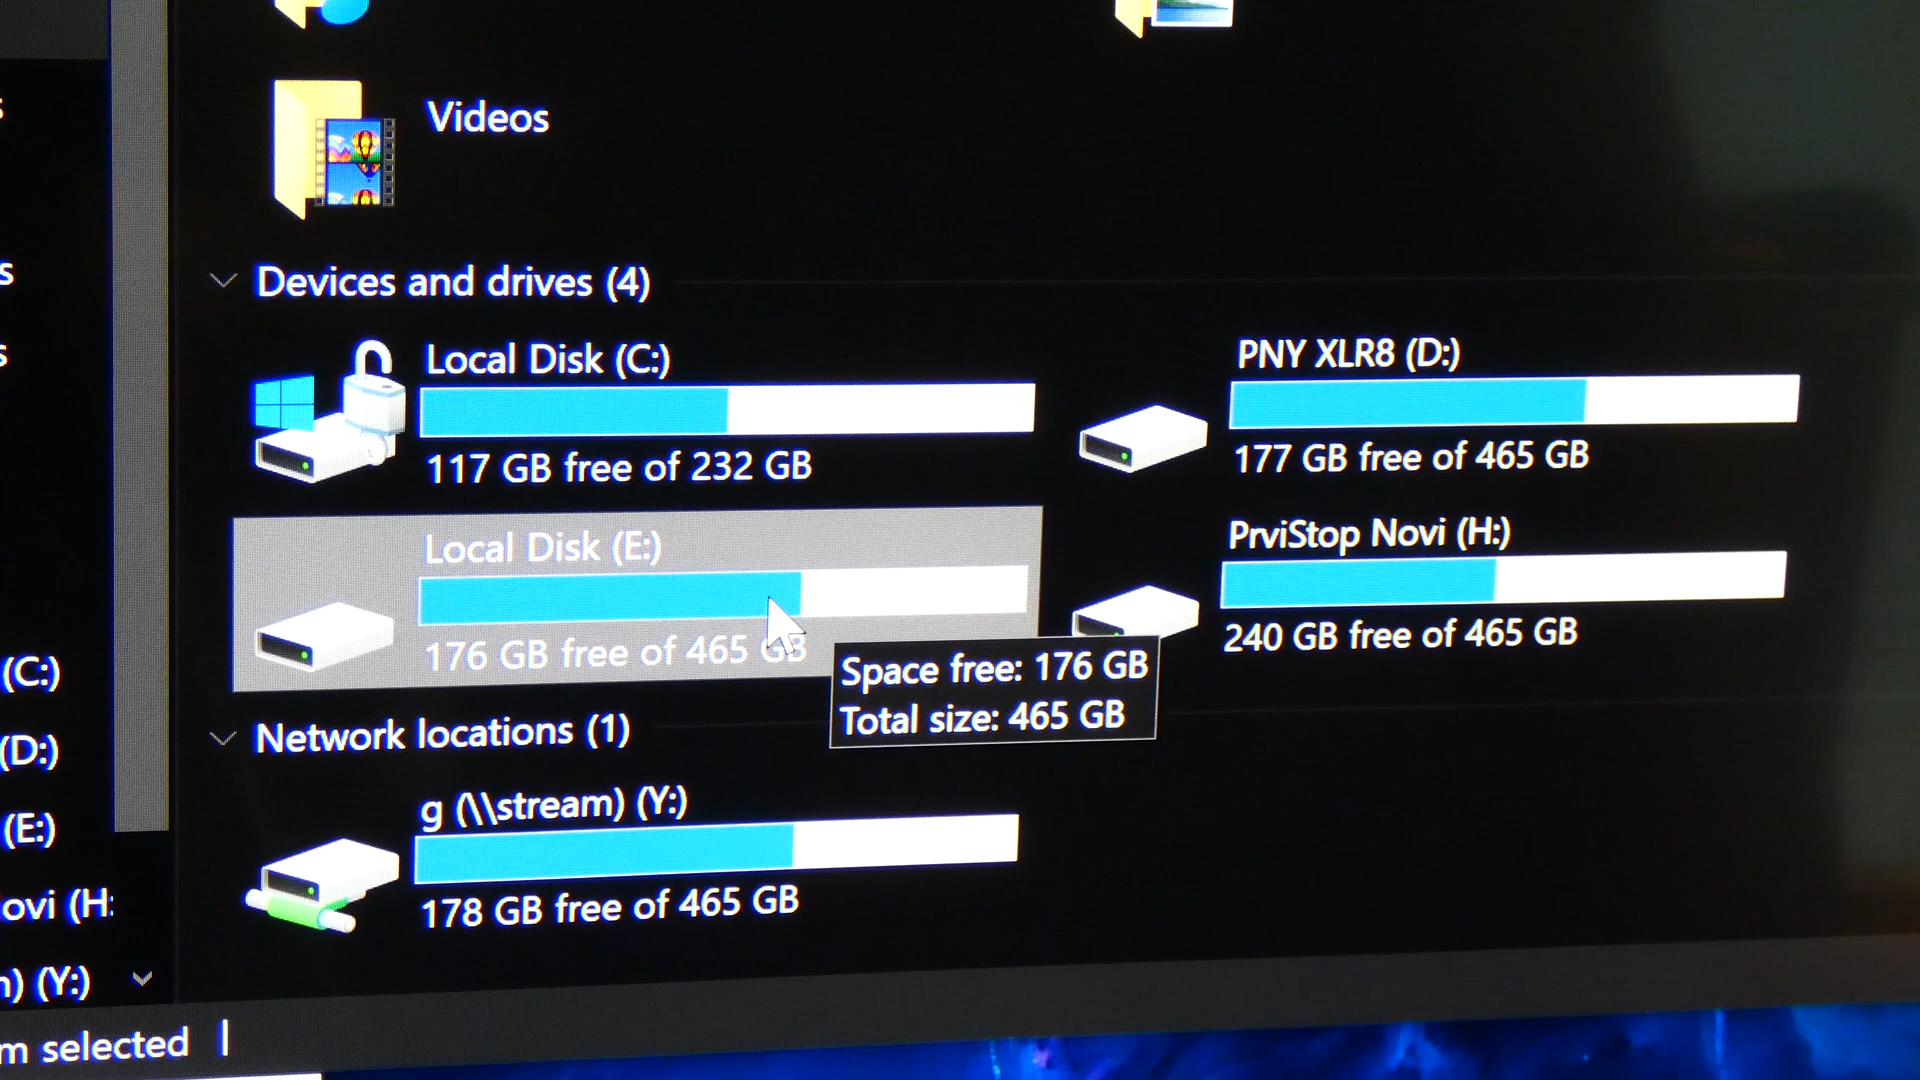 Videos
Devices and drives (4)
Local Disk (C:)
117 GB free of 232 GB
PNY XLR8 (D:)
177 GB free of 465 GB
Local Disk (E:)
176 GB free of 465 GB
PrviStop Novi (H:)
240 GB free of 465 GB
Space free: 176 GB
Total size: 465 GB
Network locations (1)
g (\\stream) (Y:)
178 GB free of 465 GB
s
s
(C:)
(D:)
(E:)
ovi (H:
) (Y:)
m selected